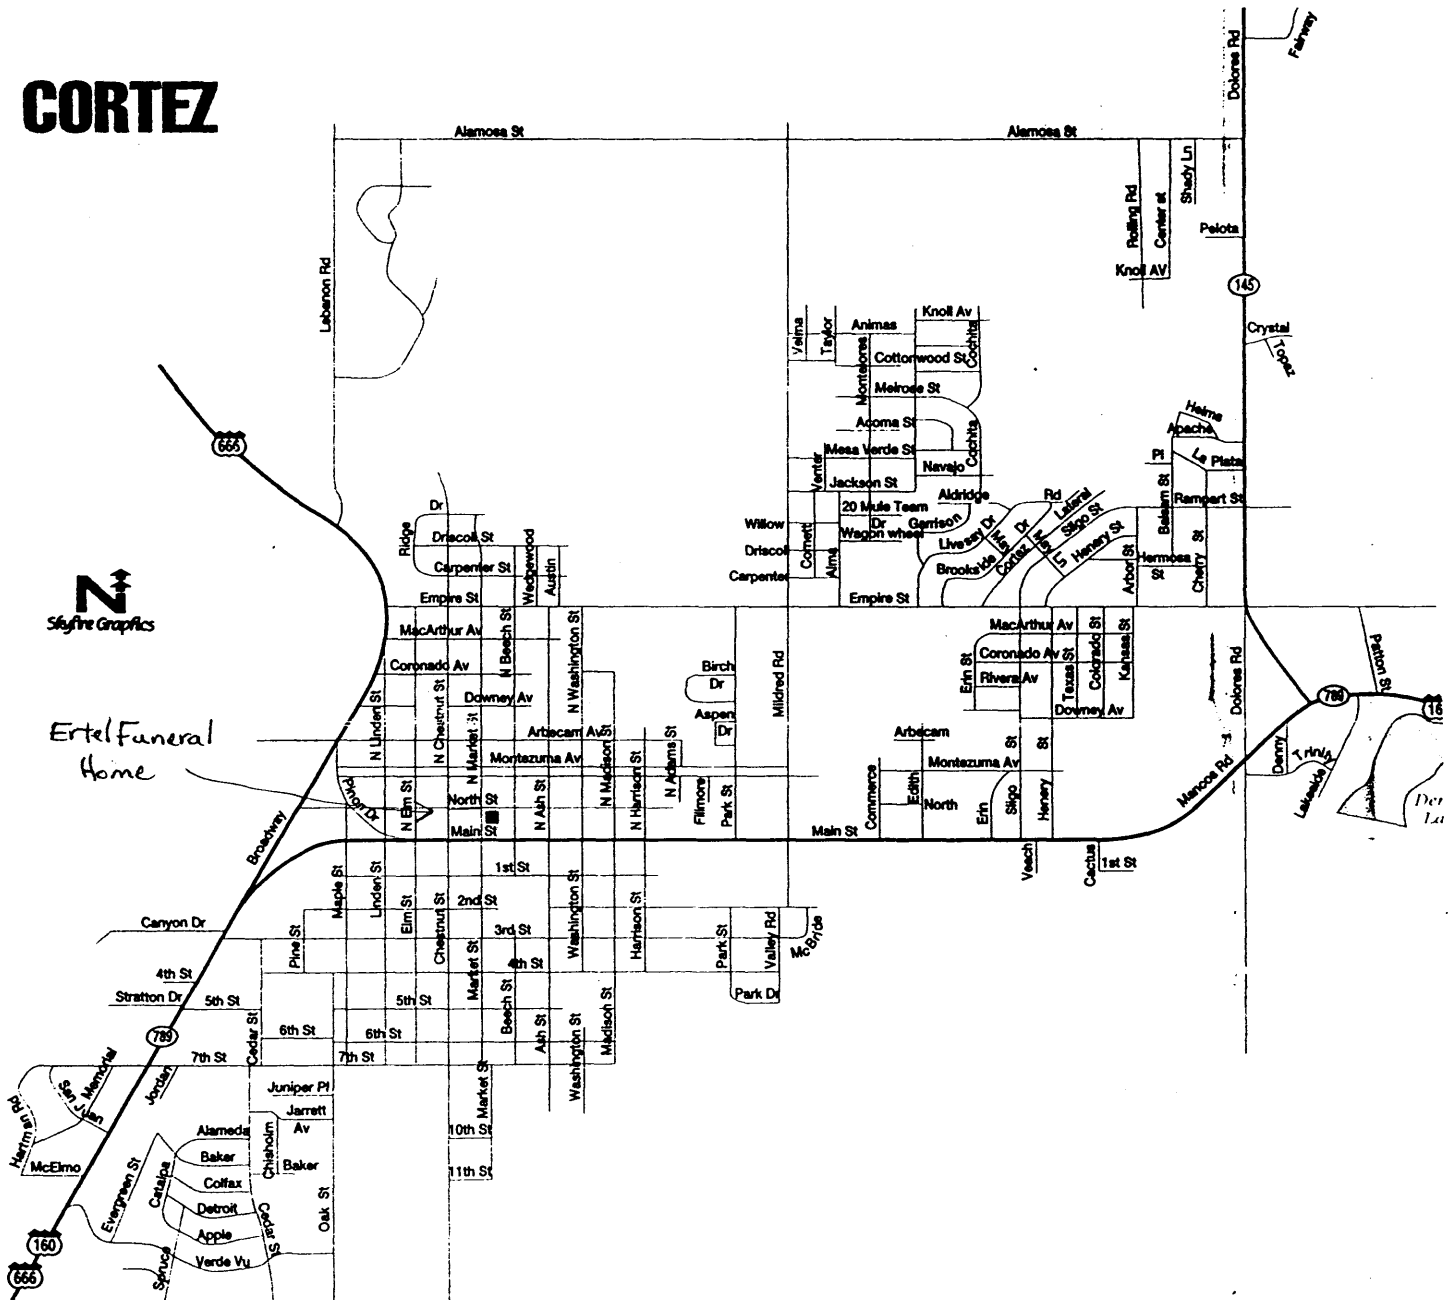 CORTEZ
Dolores Rd
Fairway
Alamosa St
Alamosa St
Shady Ln
Rolling Rd
Center st
Pelota
Knoll AV
Lebanon Rd
145
Crystal
Topaz
Velma
Taylor
Animas
Knoll Av
Cochita
Montelores
Cottonwood St
Melrose St
Acoma St
Cochita
Mesa Verde St
Navajo
Venter
Jackson St
Helms
Apache
Pl
La Plata
Balsam St
Rampart St
666
Dr
Ridge
Driscoll St
Carpenter St
Wedgewood
Austin
Empire St
Willow
Driscoll
Carpenter
Cornett
Alma
20 Mule Team
Dr
Wagon wheel
Garrison
Aldridge
Rd
Livesay Dr
May Dr
Brookside
Cortez
Lateral
Sligo St
May Ln
Henery St
Arbor St
Hermosa
St
Cherry St
Empire St
N
Skyfire Graphics
MacArthur Av
N Beech St
N Washington St
Coronado Av
N Linden St
N Chestnut St
Downey Av
N Market St
Arbecam Av
Montezuma Av
N Madison St
N Harrison St
N Adams St
Birch
Dr
Aspen
Dr
Mildred Rd
MacArthur Av
Erin St
Coronado Av
Rivera Av
Texas St
Colorado St
Kansas St
Downey Av
Dolores Rd
Patton St
789
Ertel Funeral
Home
Pinon Dr
N Elm St
North St
N Ash St
Main St
Fillmore
Park St
Main St
Arbecam
Montezuma Av
Commerce
Edith
North
Erin
Sligo St
Henery St
Mancos Rd
Denny
Trinity
Lakeside
Broadway
Maple St
Linden St
1st St
2nd St
Elm St
Chestnut St
3rd St
Washington St
Harrison St
Veach
Cactus
1st St
Canyon Dr
Pine St
Park St
Valley Rd
McBride
4th St
4th St
Market St
Stratton Dr
5th St
5th St
Park Dr
Cedar St
Beech St
Madison St
789
6th St
6th St
Ash St
Washington St
7th St
7th St
Memorial
San Juan
Hartman Rd
Jordan
Juniper Pl
Market St
Jarrett
Av
Alameda
Chisholm
10th St
McElmo
Baker
Baker
11th St
Evergreen St
Catalpa
Colfax
Detroit
Cedar St
Oak St
Apple
Verde Vu
Spruce
160
666